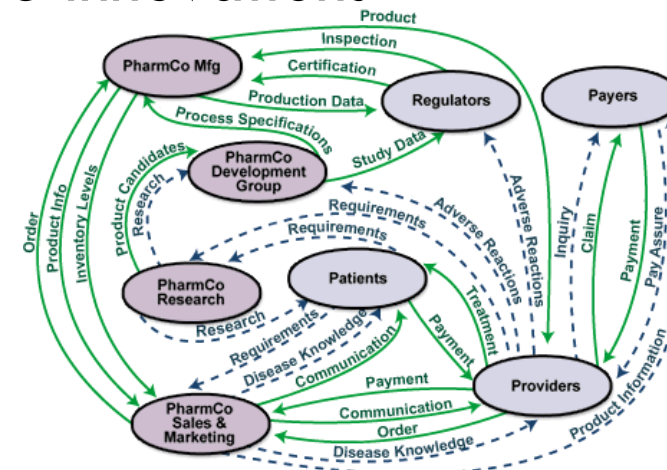 Product
Inspection
PharmCo Mfg
Certification
Production Data
Regulators
Payers
Process Specifications
Study Data
PharmCo
Development
Group
Product Candidates
Research
Order
Product Info
Inventory Levels
Requirements
Requirements
Adverse Reactions
Adverse Reactions
Inquiry
Claim
Payment
Pay Assure
PharmCo
Research
Patients
Research
Requirements
Disease Knowledge
Communication
Treatment
Payment
Providers
Product Information
PharmCo
Sales &
Marketing
Payment
Communication
Order
Disease Knowledge